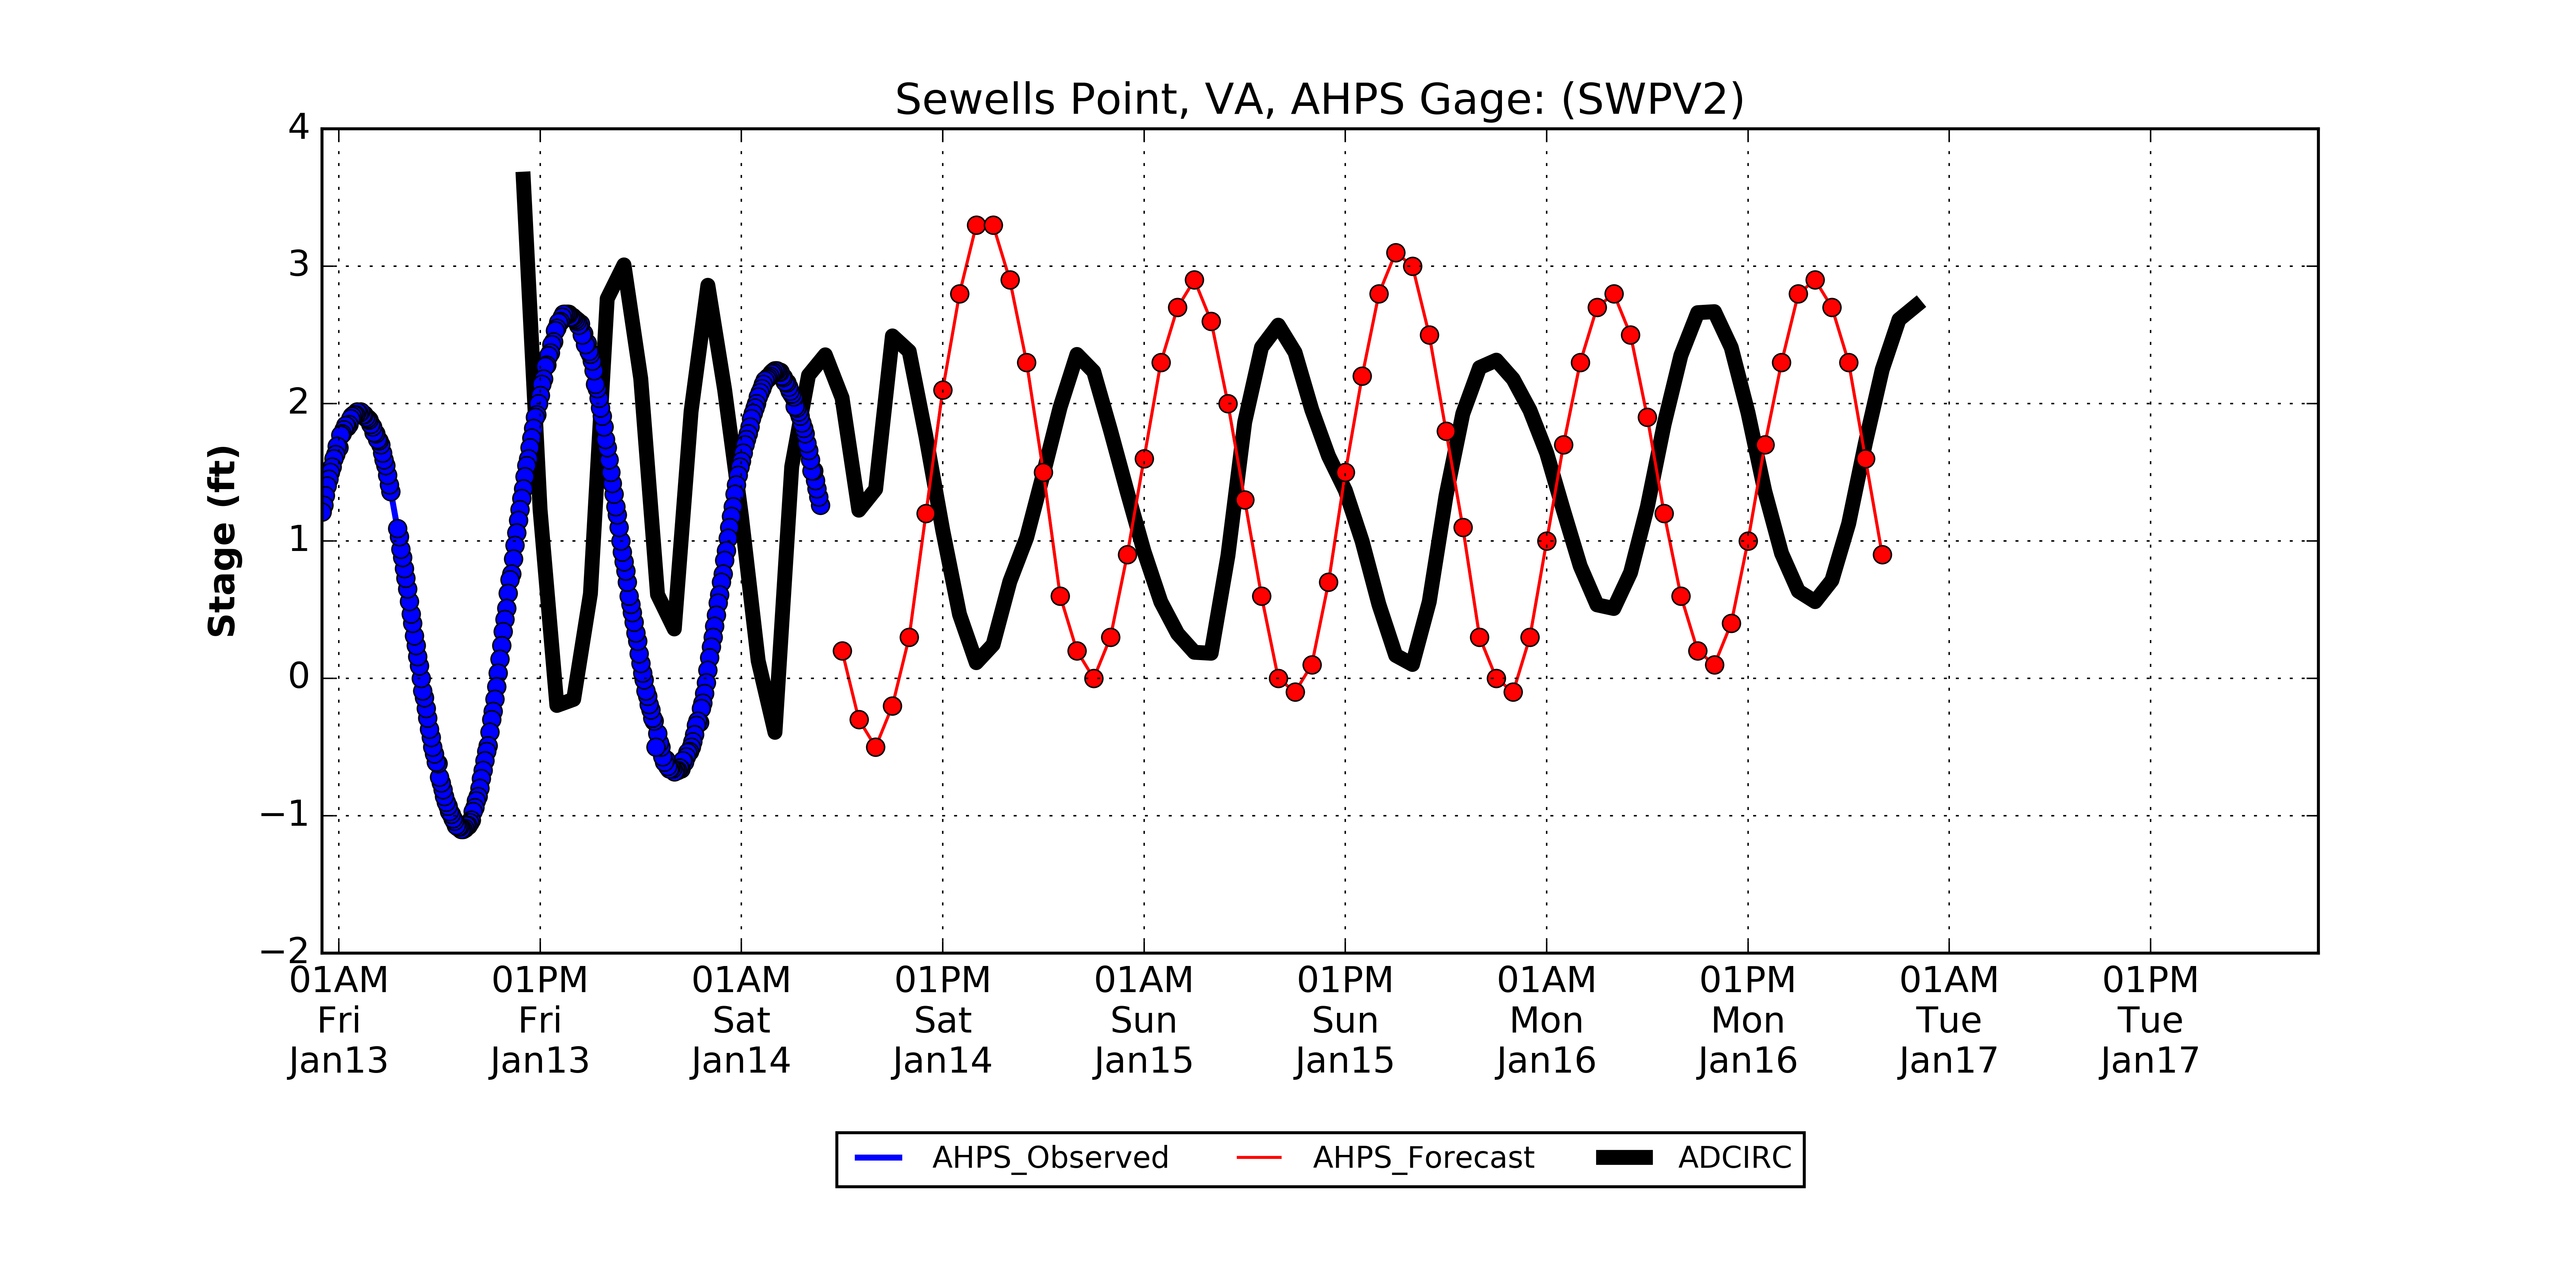 Sewells Point, VA, AHPS Gage: (SWPV2)
Stage (ft)
4
3
2
1
0
−1
−2
01AM 01PM 01AM 01PM 01AM 01PM 01AM 01PM 01AM 01PM
Fri Fri Sat Sat Sun Sun Mon Mon Tue Tue
Jan13 Jan13 Jan14 Jan14 Jan15 Jan15 Jan16 Jan16 Jan17 Jan17
AHPS_Observed AHPS_Forecast ADCIRC